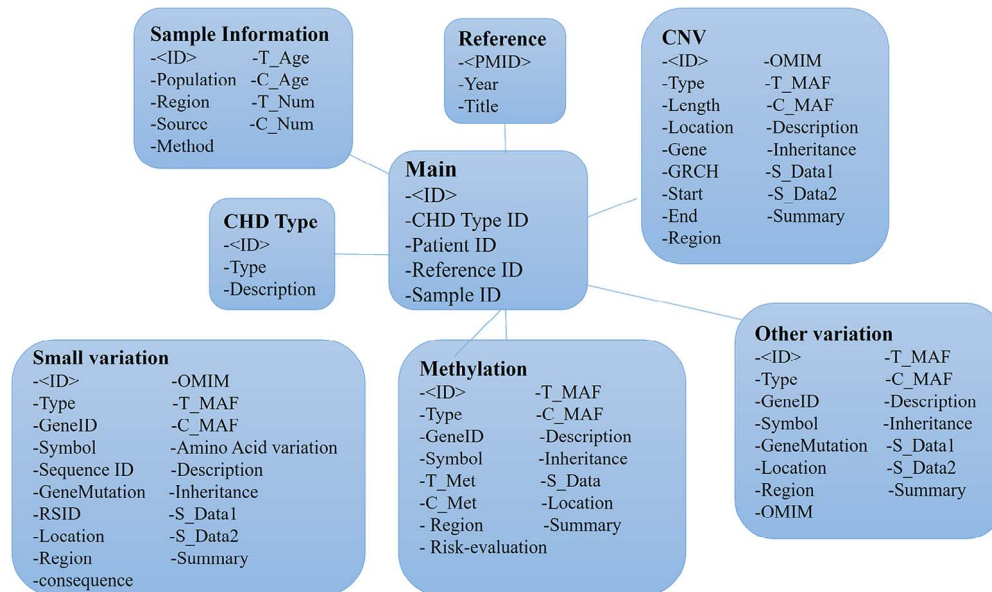 Sample Information
-<ID> -T_Age
-Population -C_Age
-Region -T_Num
-Source -C_Num
-Method
Reference
-<PMID>
-Year
-Title
CNV
-<ID> -OMIM
-Type -T_MAF
-Length -C_MAF
-Location -Description
-Gene -Inheritance
-GRCH -S_Data1
-Start -S_Data2
-End -Summary
-Region
Main
-<ID>
-CHD Type ID
-Patient ID
-Reference ID
-Sample ID
CHD Type
-<ID>
-Type
-Description
Small variation
-<ID> -OMIM
-Type -T_MAF
-GeneID -C_MAF
-Symbol -Amino Acid variation
-Sequence ID -Description
-GeneMutation -Inheritance
-RSID -S_Data1
-Location -S_Data2
-Region -Summary
-consequence
Methylation
-<ID> -T_MAF
-Type -C_MAF
-GeneID -Description
-Symbol -Inheritance
-T_Met -S_Data
-C_Met -Location
- Region -Summary
- Risk-evaluation
Other variation
-<ID> -T_MAF
-Type -C_MAF
-GeneID -Description
-Symbol -Inheritance
-GeneMutation -S_Data1
-Location -S_Data2
-Region -Summary
-OMIM